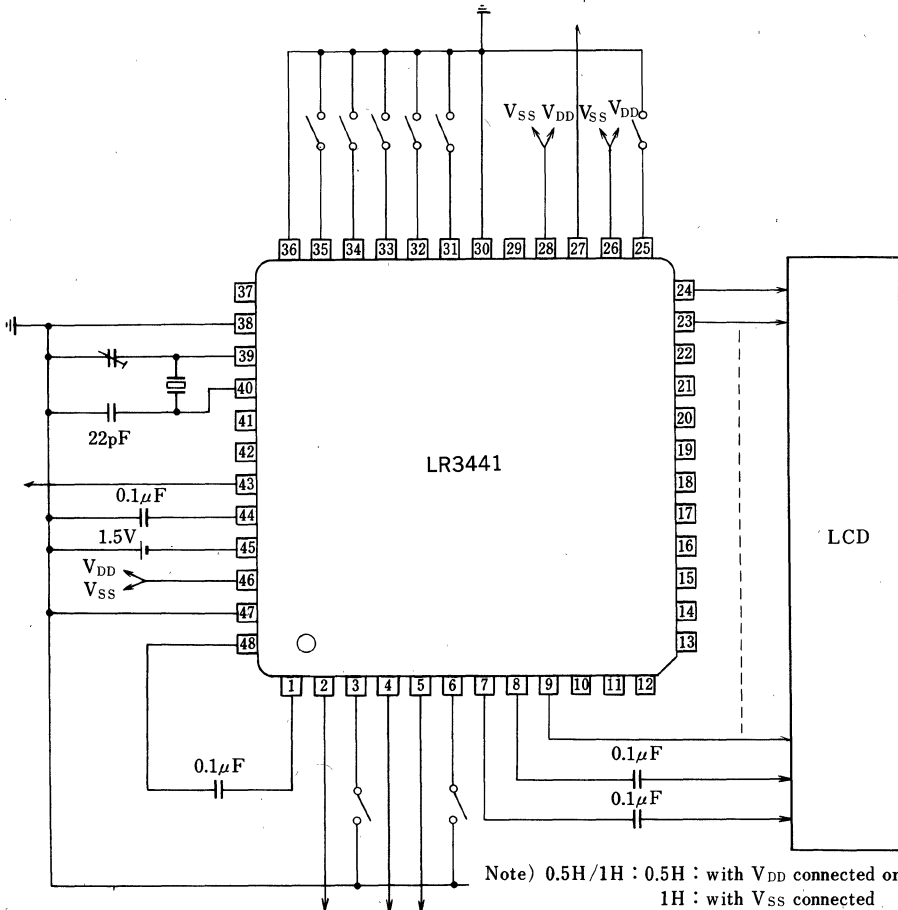 VSS VDD VSS VDD
36 35 34 33 32 31 30 29 28 27 26 25
37 24
38 23
39 22
40 21
22pF
41 20
42 19
LR3441
43 18
0.1μF
44 17
LCD
1.5V
45 16
VDD
46 15
VSS
47 14
48 13
1 2 3 4 5 6 7 8 9 10 11 12
0.1μF
0.1μF
0.1μF
Note) 0.5H/1H : 0.5H : with VDD connected or
1H : with VSS connected